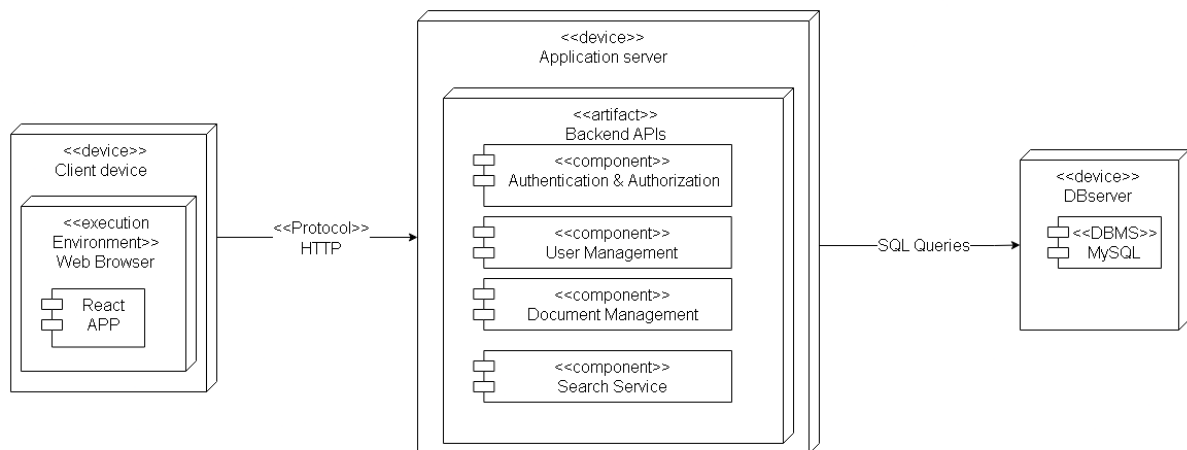 <<device>>
Client device
<<execution
Environment>>
Web Browser
React
APP
<<Protocol>>
HTTP
<<device>>
Application server
<<artifact>>
Backend APIs
<<component>>
Authentication & Authorization
<<component>>
User Management
<<component>>
Document Management
<<component>>
Search Service
SQL Queries
<<device>>
DBserver
<<DBMS>>
MySQL